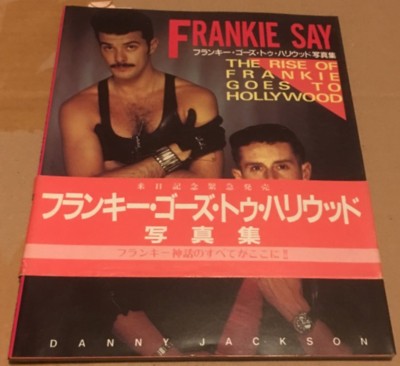 FRANKIE SAY
フランキー・ゴーズ・トゥ・ハリウッド写真集
THE RISE OF
FRANKIE
GOES TO
HOLLYWOOD
来日記念緊急発売
フランキー・ゴーズ・トゥ・ハリウッド
写真集
フランキー神話のすべてがここに!!
DANNY JACKSON